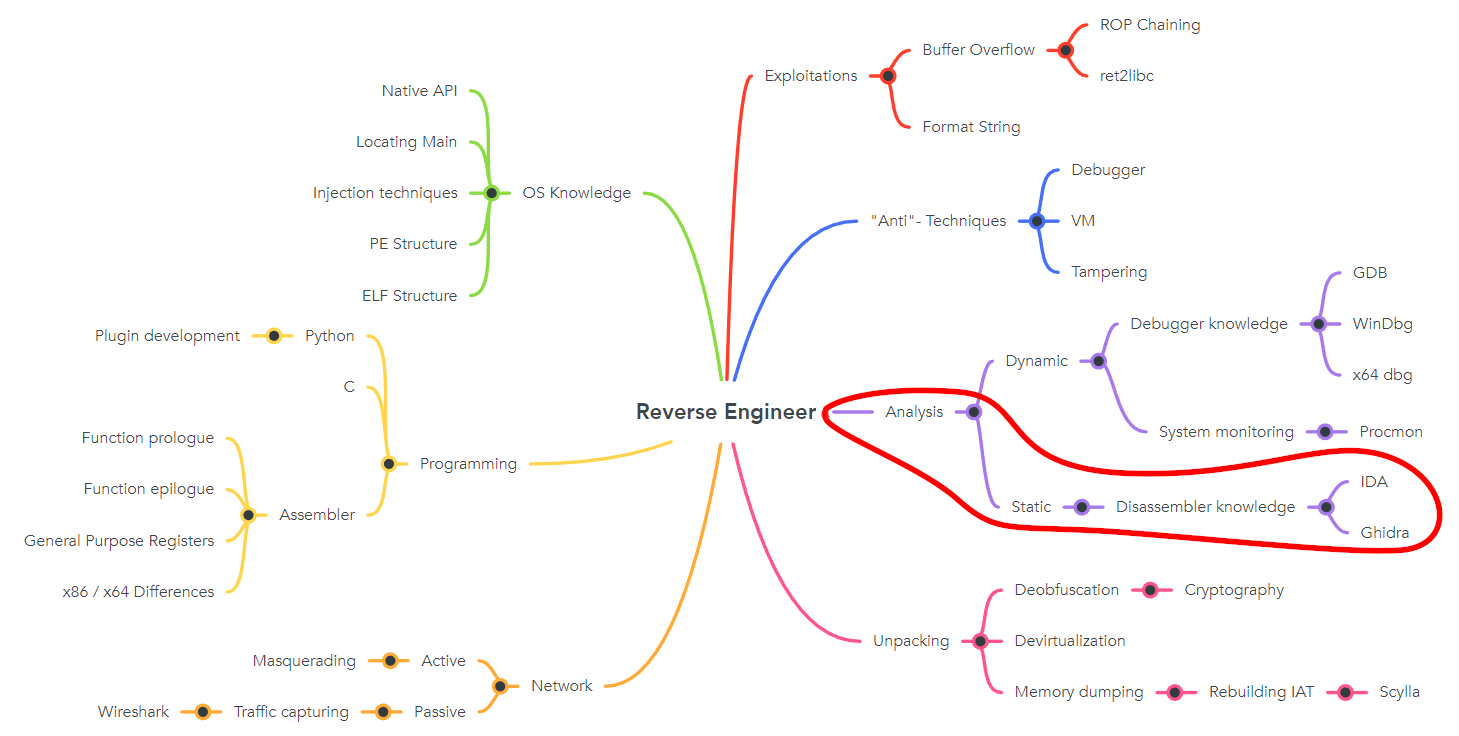 Reverse Engineer
Exploitations
Buffer Overflow
ROP Chaining
ret2libc
Format String
"Anti"- Techniques
Debugger
VM
Tampering
Analysis
Dynamic
Debugger knowledge
GDB
WinDbg
x64 dbg
System monitoring
Procmon
Static
Disassembler knowledge
IDA
Ghidra
Unpacking
Deobfuscation
Cryptography
Devirtualization
Memory dumping
Rebuilding IAT
Scylla
OS Knowledge
Native API
Locating Main
Injection techniques
PE Structure
ELF Structure
Programming
Python
Plugin development
C
Assembler
Function prologue
Function epilogue
General Purpose Registers
x86 / x64 Differences
Network
Active
Masquerading
Passive
Traffic capturing
Wireshark